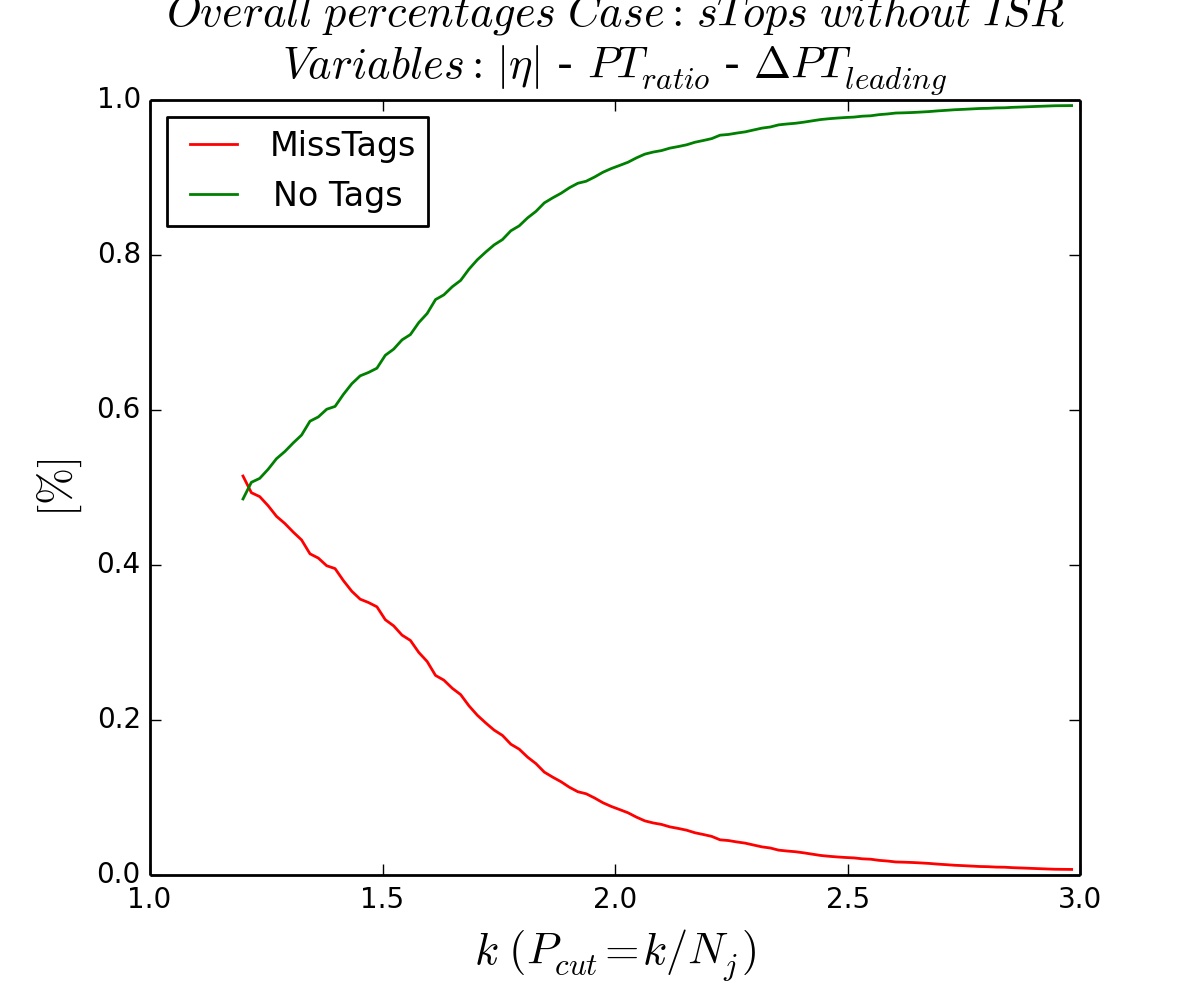 Overall percentages Case: sTops without ISR
Variables: |η| - PT_ratio - ΔPT_leading
1.0
MissTags
No Tags
0.8
0.6
[%]
0.4
0.2
0.0
1.0 1.5 2.0 2.5 3.0
k (P_cut = k/N_j)